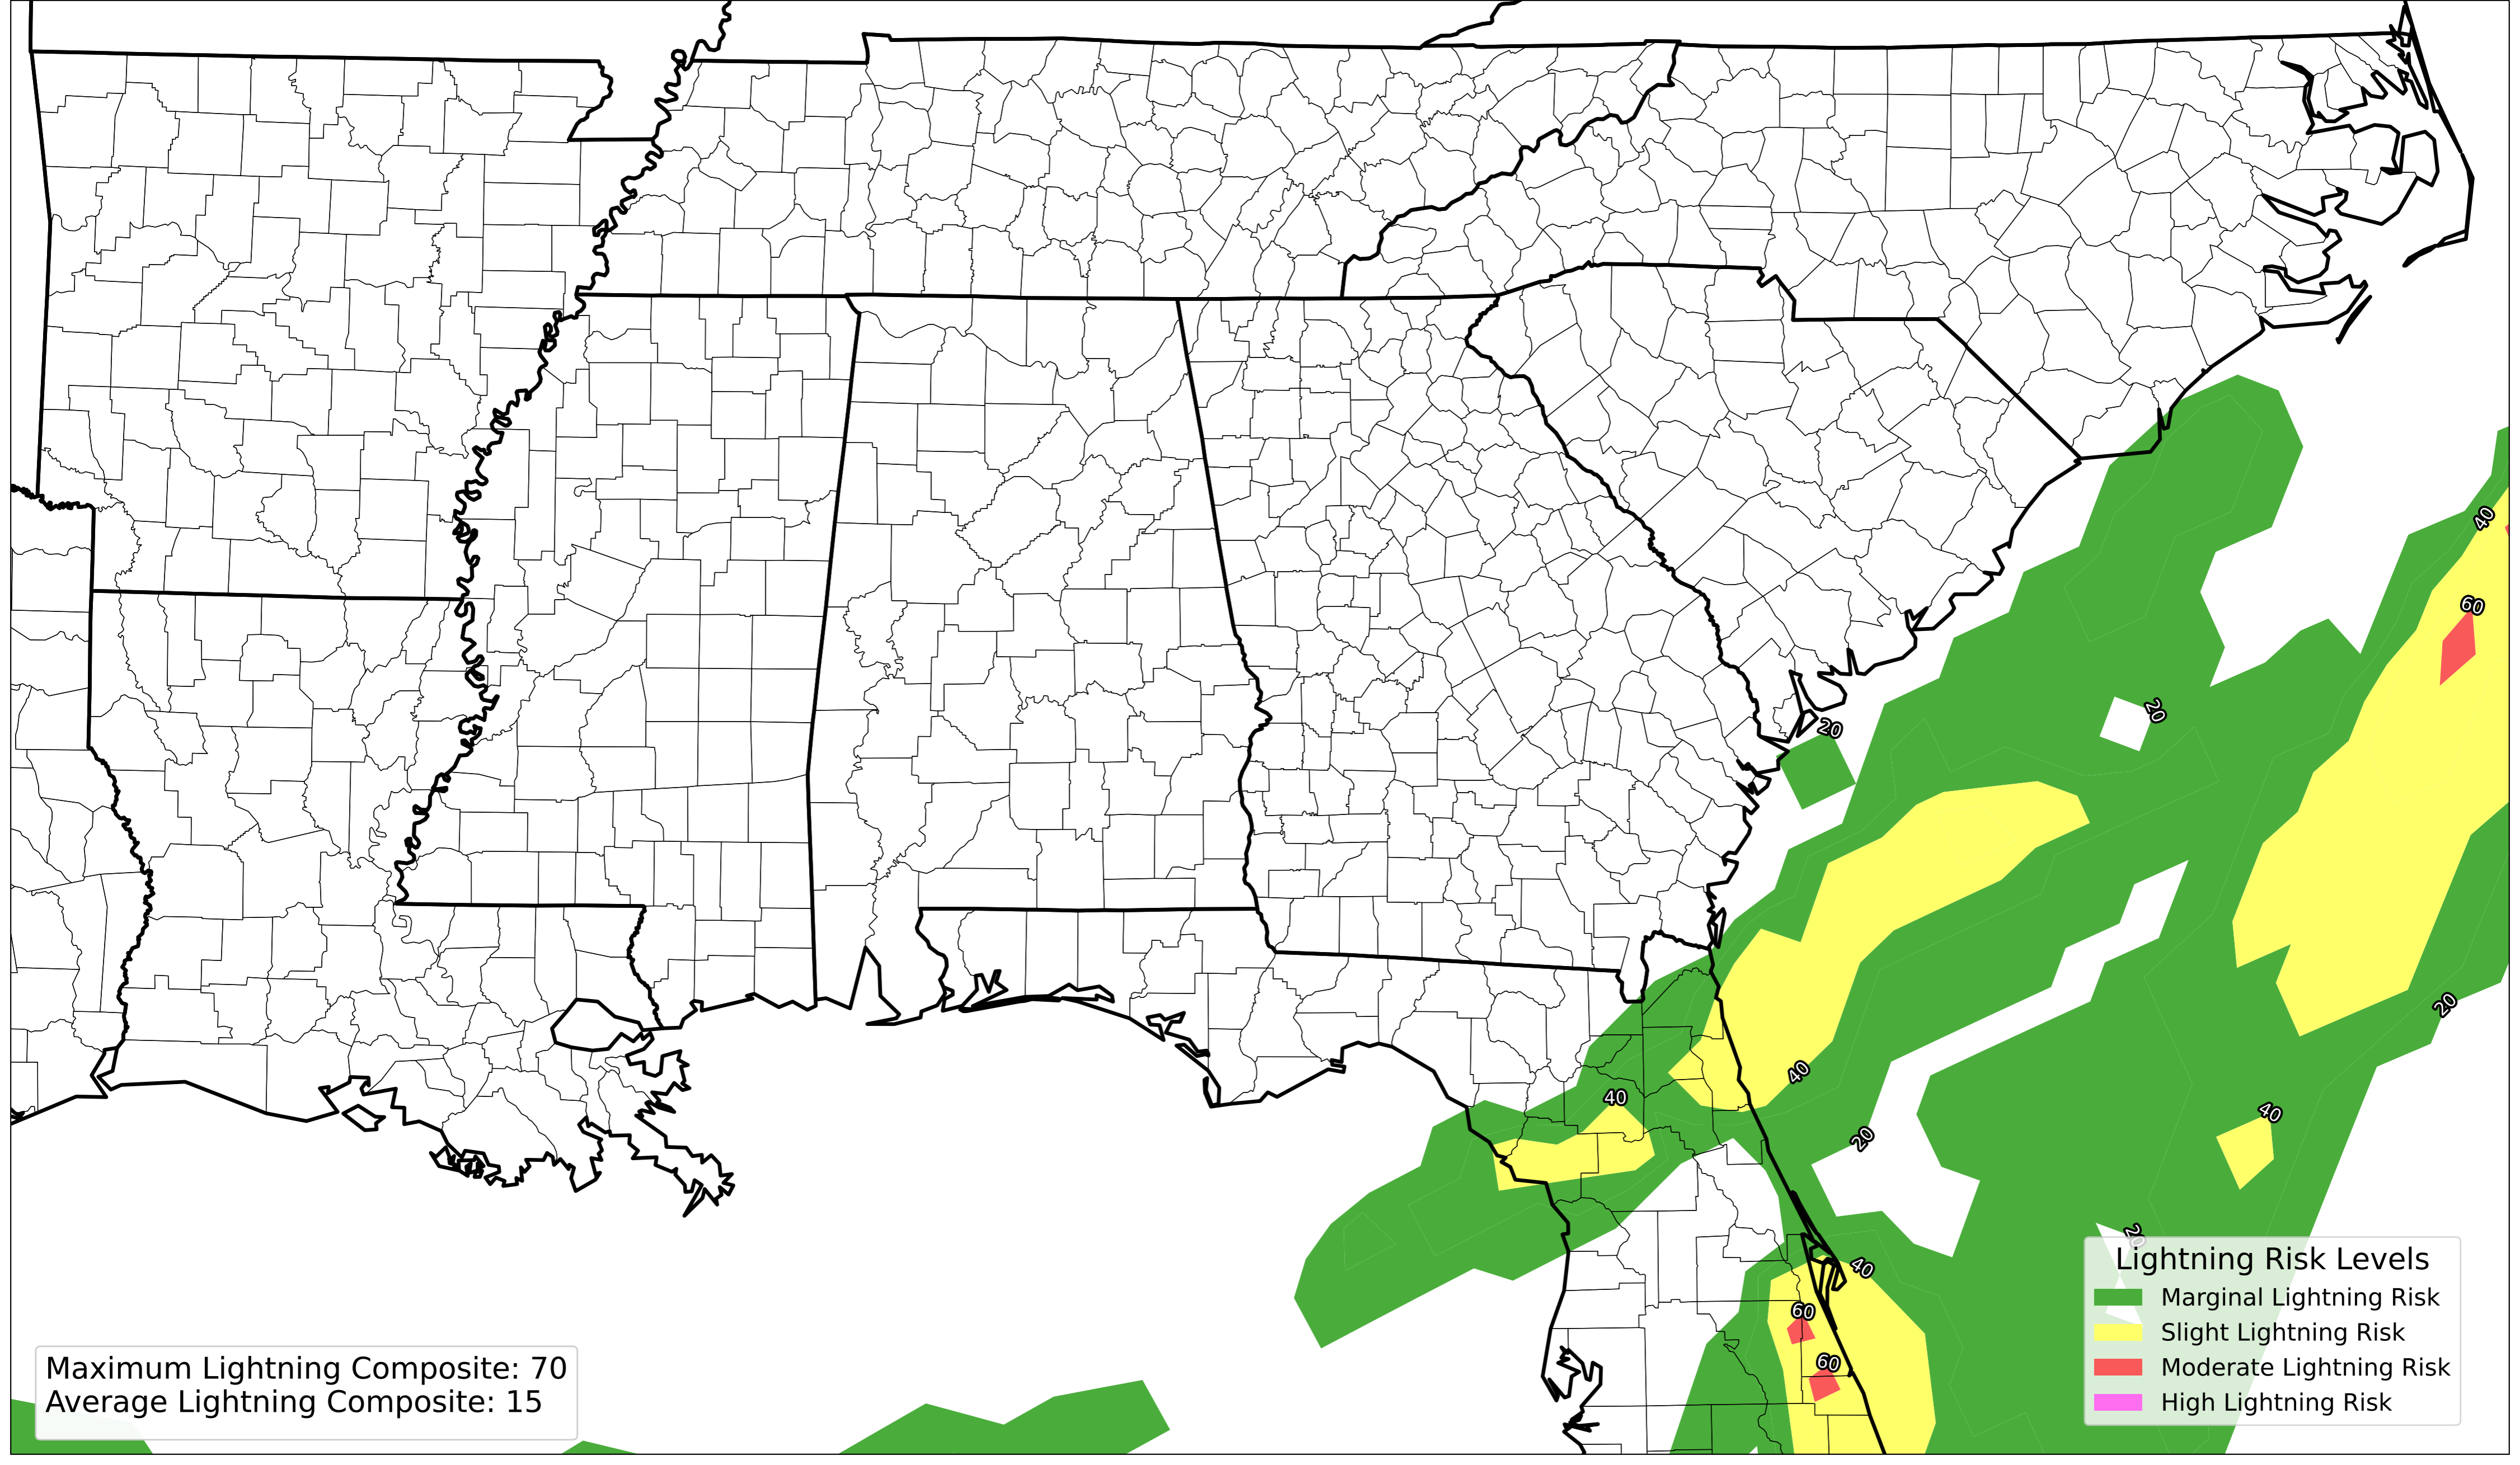 40
60
20
20
40
40
20
20
40
20
40
60
60
Lightning Risk Levels
Marginal Lightning Risk
Slight Lightning Risk
Moderate Lightning Risk
High Lightning Risk
Maximum Lightning Composite: 70
Average Lightning Composite: 15